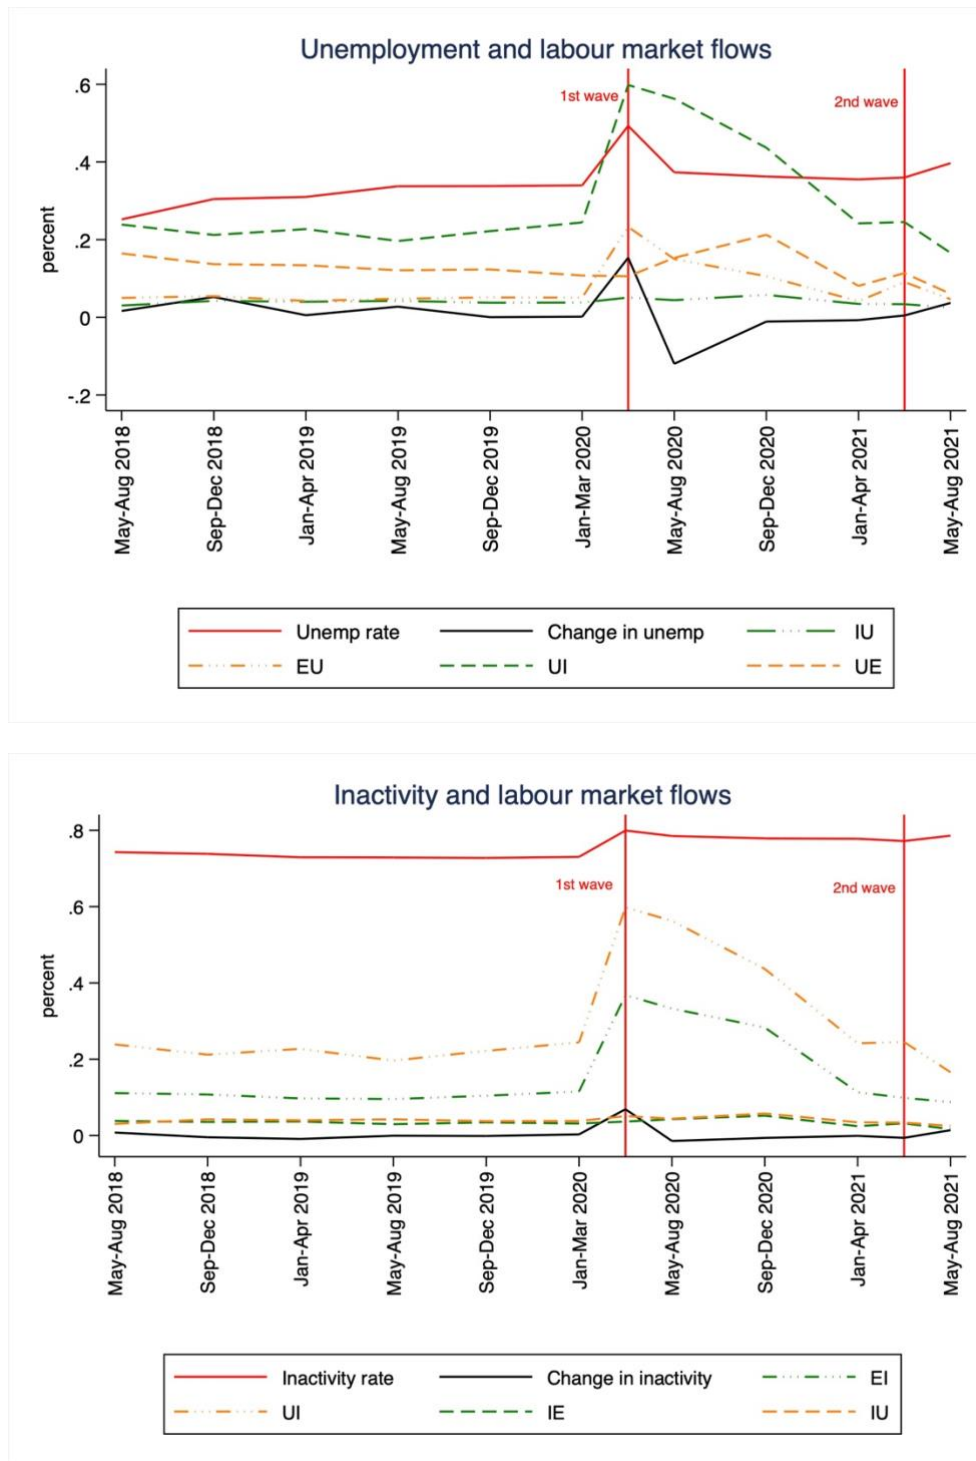 Unemployment and labour market flows
.6
.4
.2
0
-.2
percent
1st wave
2nd wave
May-Aug 2018
Sep-Dec 2018
Jan-Apr 2019
May-Aug 2019
Sep-Dec 2019
Jan-Mar 2020
May-Aug 2020
Sep-Dec 2020
Jan-Apr 2021
May-Aug 2021
Unemp rate Change in unemp IU
EU UI UE
Inactivity and labour market flows
.8
.6
.4
.2
0
percent
1st wave
2nd wave
May-Aug 2018
Sep-Dec 2018
Jan-Apr 2019
May-Aug 2019
Sep-Dec 2019
Jan-Mar 2020
May-Aug 2020
Sep-Dec 2020
Jan-Apr 2021
May-Aug 2021
Inactivity rate Change in inactivity EI
UI IE IU